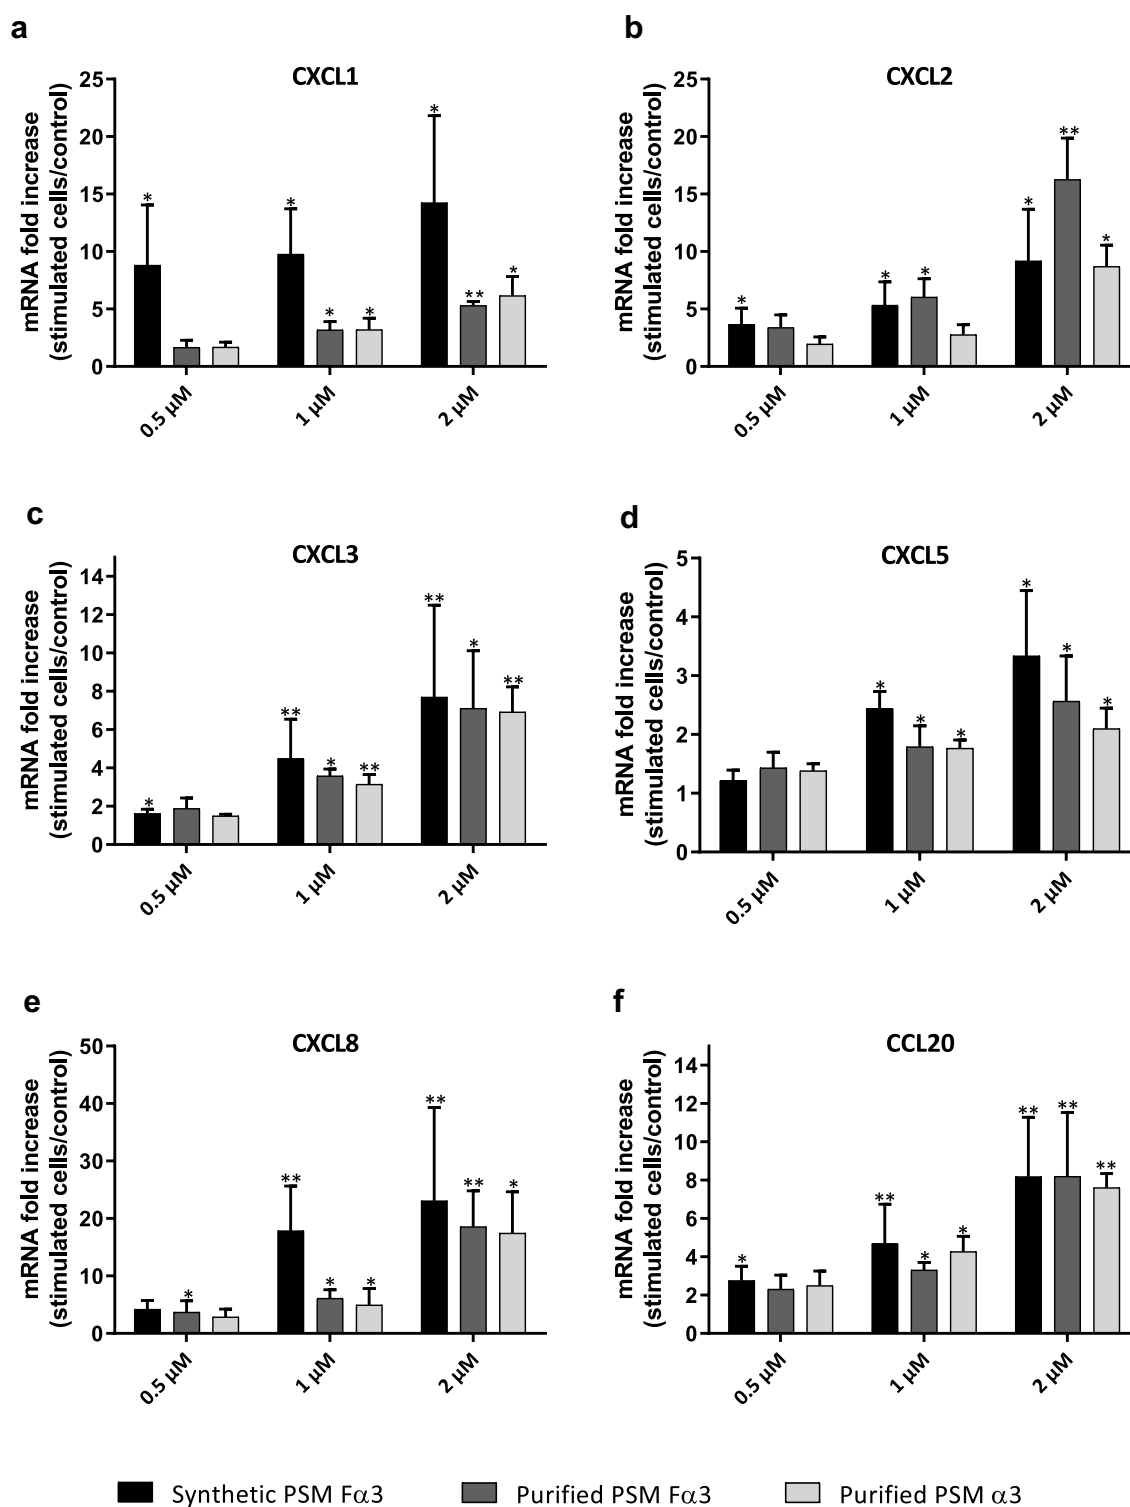 a
CXCL1
mRNA fold increase
(stimulated cells/control)
25
20
15
10
5
0
*
*
*
*
*
**
*
0.5 µM
1 µM
2 µM
b
CXCL2
mRNA fold increase
(stimulated cells/control)
25
20
15
10
5
0
*
*
*
*
**
*
0.5 µM
1 µM
2 µM
c
CXCL3
mRNA fold increase
(stimulated cells/control)
14
12
10
8
6
4
2
0
*
**
*
**
**
*
**
0.5 µM
1 µM
2 µM
d
CXCL5
mRNA fold increase
(stimulated cells/control)
5
4
3
2
1
0
*
*
*
*
*
*
0.5 µM
1 µM
2 µM
e
CXCL8
mRNA fold increase
(stimulated cells/control)
50
40
30
20
10
0
*
**
*
*
**
**
*
0.5 µM
1 µM
2 µM
f
CCL20
mRNA fold increase
(stimulated cells/control)
14
12
10
8
6
4
2
0
*
**
*
*
**
**
**
0.5 µM
1 µM
2 µM
Synthetic PSM Fα3
Purified PSM Fα3
Purified PSM α3